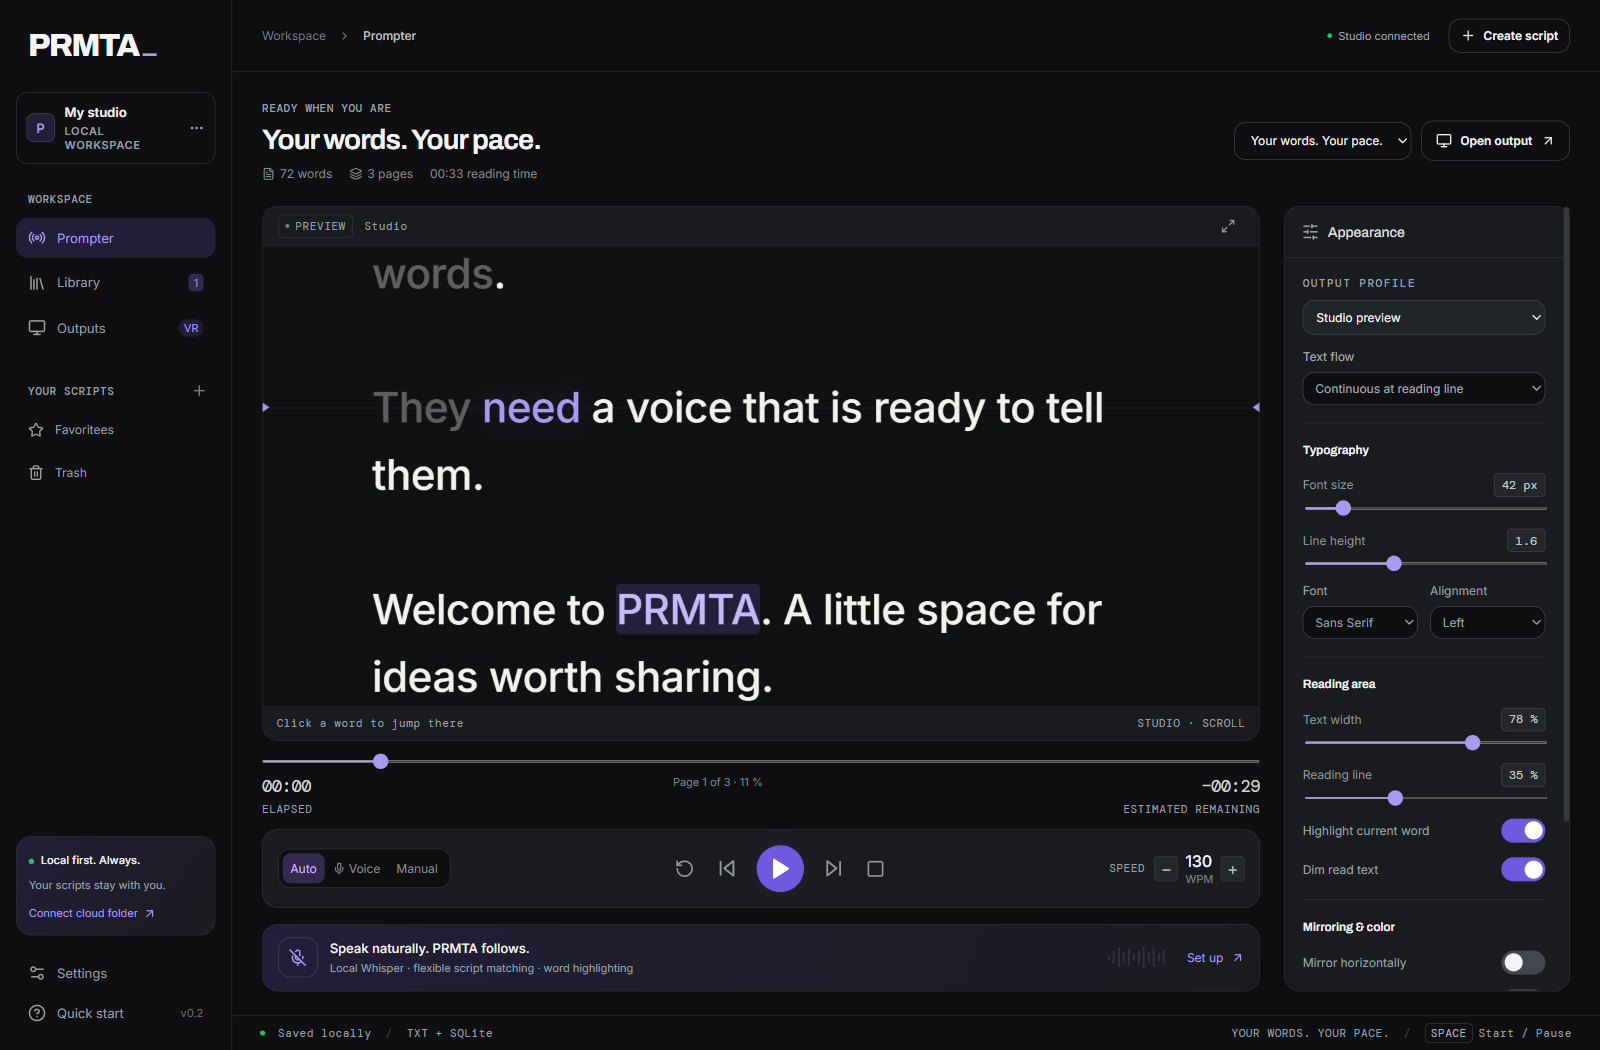 PRMTA_
P
My studio
LOCAL
WORKSPACE
WORKSPACE
Prompter
Library
1
Outputs
VR
YOUR SCRIPTS
Favoritees
Trash
Local first. Always.
Your scripts stay with you.
Connect cloud folder
Settings
Quick start
v0.2
Workspace
Prompter
Studio connected
Create script
READY WHEN YOU ARE
Your words. Your pace.
72 words
3 pages
00:33 reading time
Your words. Your pace.
Open output
PREVIEW
Studio
words.
They need a voice that is ready to tell
them.
Welcome to PRMTA. A little space for
ideas worth sharing.
Click a word to jump there
STUDIO · SCROLL
00:00
ELAPSED
Page 1 of 3 · 11 %
−00:29
ESTIMATED REMAINING
Auto
Voice
Manual
SPEED
−
130
WPM
+
Speak naturally. PRMTA follows.
Local Whisper · flexible script matching · word highlighting
Set up
Appearance
OUTPUT PROFILE
Studio preview
Text flow
Continuous at reading line
Typography
Font size
42 px
Line height
1.6
Font
Alignment
Sans Serif
Left
Reading area
Text width
78 %
Reading line
35 %
Highlight current word
Dim read text
Mirroring & color
Mirror horizontally
Saved locally / TXT + SQLite
YOUR WORDS. YOUR PACE. / SPACE Start / Pause